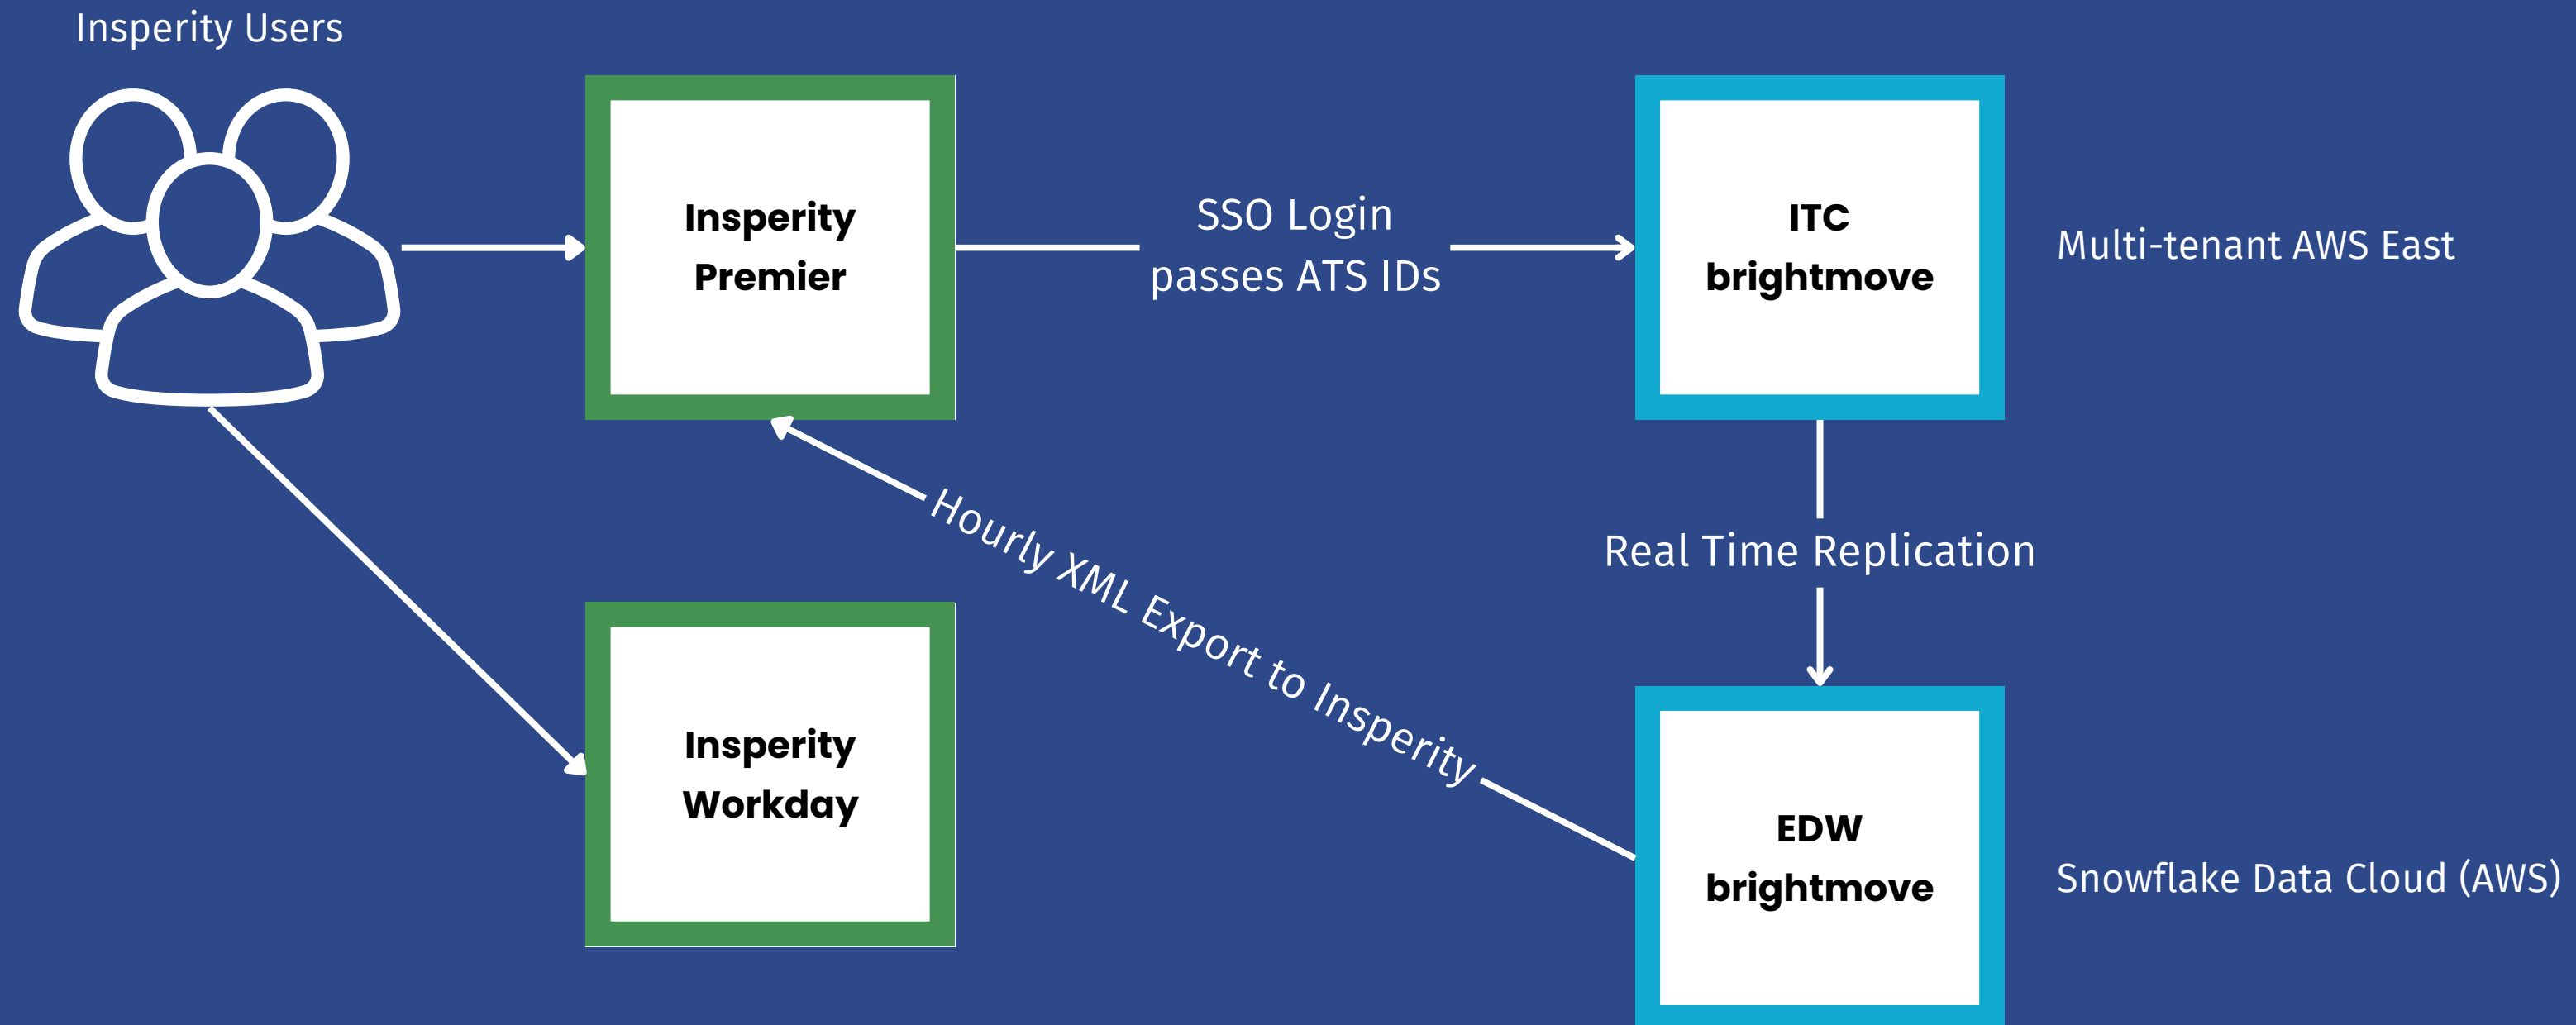 Insperity Users
Insperity
Premier
SSO Login
passes ATS IDs
ITC
brightmove
Multi-tenant AWS East
Hourly XML Export to Insperity
Real Time Replication
Insperity
Workday
EDW
brightmove
Snowflake Data Cloud (AWS)